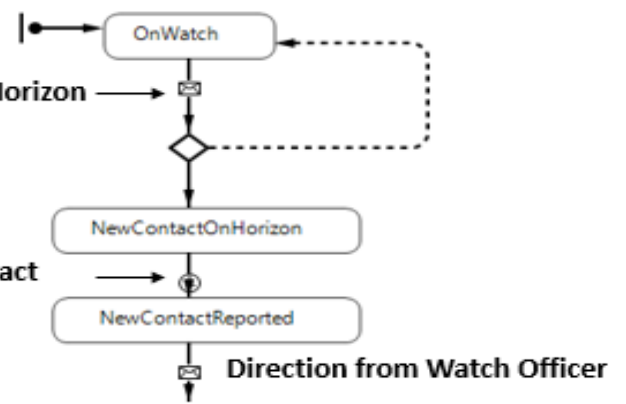 OnWatch
Horizon
NewContactOnHorizon
act
NewContactReported
Direction from Watch Officer